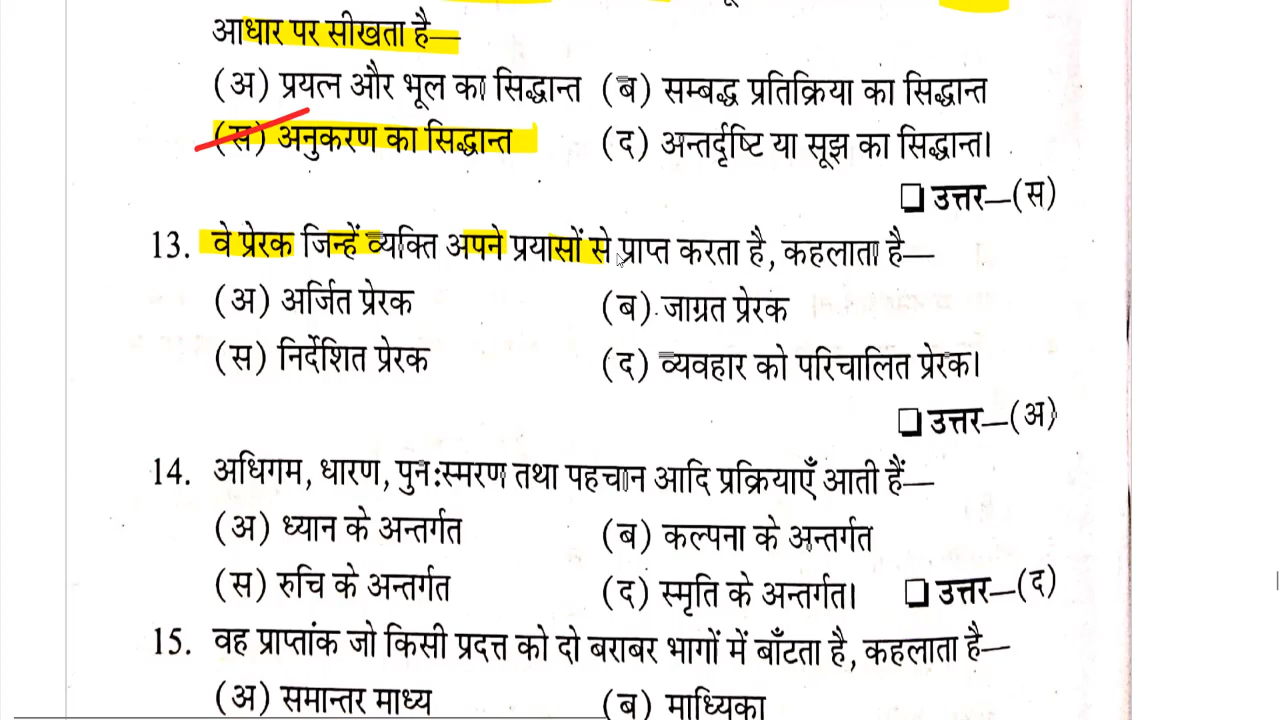 आधार पर सीखता है—
(अ) प्रयत्न और भूल का सिद्धान्त (ब) सम्बद्ध प्रतिक्रिया का सिद्धान्त
(स) अनुकरण का सिद्धान्त (द) अन्तर्दृष्टि या सूझ का सिद्धान्त।
❑ उत्तर—(स)
13. वे प्रेरक जिन्हें व्यक्ति अपने प्रयासों से प्राप्त करता है, कहलाता है—
(अ) अर्जित प्रेरक (ब) जाग्रत प्रेरक
(स) निर्देशित प्रेरक (द) व्यवहार को परिचालित प्रेरक।
❑ उत्तर—(अ)
14. अधिगम, धारण, पुनःस्मरण तथा पहचान आदि प्रक्रियाएँ आती हैं—
(अ) ध्यान के अन्तर्गत (ब) कल्पना के अन्तर्गत
(स) रुचि के अन्तर्गत (द) स्मृति के अन्तर्गत। ❑ उत्तर—(द)
15. वह प्राप्तांक जो किसी प्रदत्त को दो बराबर भागों में बाँटता है, कहलाता है—
(अ) समान्तर माध्य (ब) माध्यिका